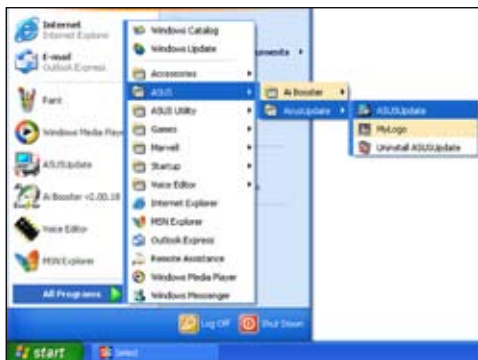 Internet
Internet Explorer
E-mail
Outlook Express
Paint
Windows Media Play
ASUSUpdate
Ai Booster v2.00.18
Voice Editor
MSN Explorer
All Programs
Windows Catalog
Windows Update
Accessories
ASUS
ASUS Utility
Games
Marvell
Startup
Voice Editor
Internet Explorer
MSN Explorer
Outlook Express
Remote Assistance
Windows Media Player
Windows Messenger
Ai Booster
AsusUpdate
ASUSUpdate
MyLogo
Uninstall ASUSUpdate
Log Off
Shut Down
start